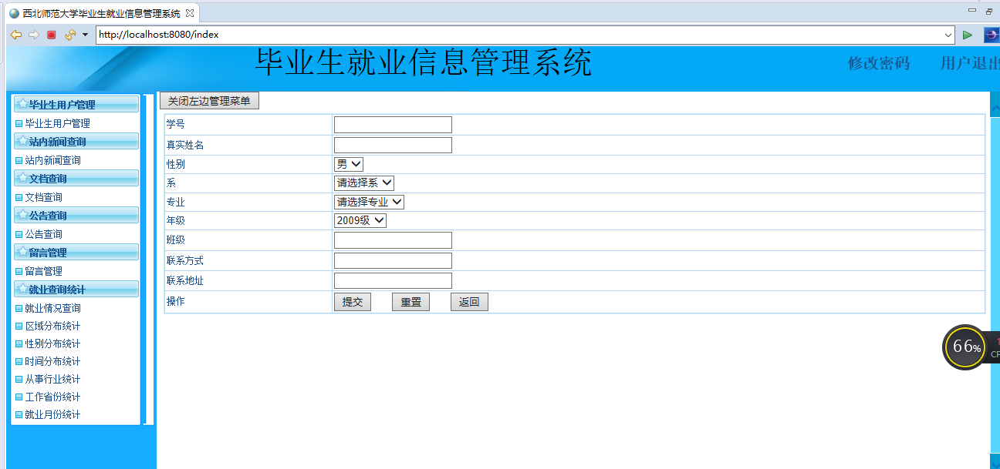 西北师范大学毕业生就业信息管理系统
http://localhost:8080/index
毕业生就业信息管理系统
修改密码 用户退出
毕业生用户管理
毕业生用户管理
站内新闻查询
站内新闻查询
文档查询
文档查询
公告查询
公告查询
留言管理
留言管理
就业查询统计
就业情况查询
区域分布统计
性别分布统计
时间分布统计
从事行业统计
工作省份统计
就业月份统计
关闭左边管理菜单
学号
真实姓名
性别 男
系 请选择系
专业 请选择专业
年级 2009级
班级
联系方式
联系地址
操作 提交 重置 返回
66%